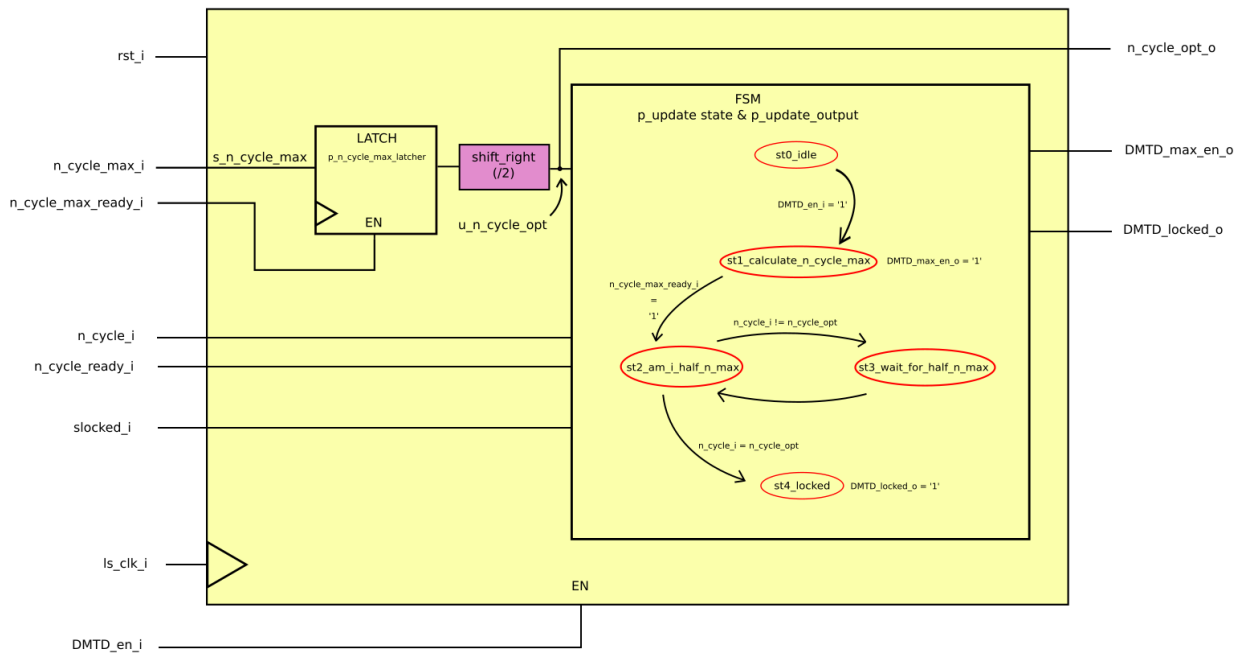 rst_i
n_cycle_max_i
n_cycle_max_ready_i
n_cycle_i
n_cycle_ready_i
slocked_i
ls_clk_i
DMTD_en_i
s_n_cycle_max
LATCH
p_n_cycle_max_latcher
EN
shift_right
(/2)
u_n_cycle_opt
FSM
p_update state & p_update_output
st0_idle
DMTD_en_i = '1'
st1_calculate_n_cycle_max
DMTD_max_en_o = '1'
n_cycle_max_ready_i
=
'1'
n_cycle_i != n_cycle_opt
st2_am_i_half_n_max
st3_wait_for_half_n_max
n_cycle_i = n_cycle_opt
st4_locked
DMTD_locked_o = '1'
EN
n_cycle_opt_o
DMTD_max_en_o
DMTD_locked_o